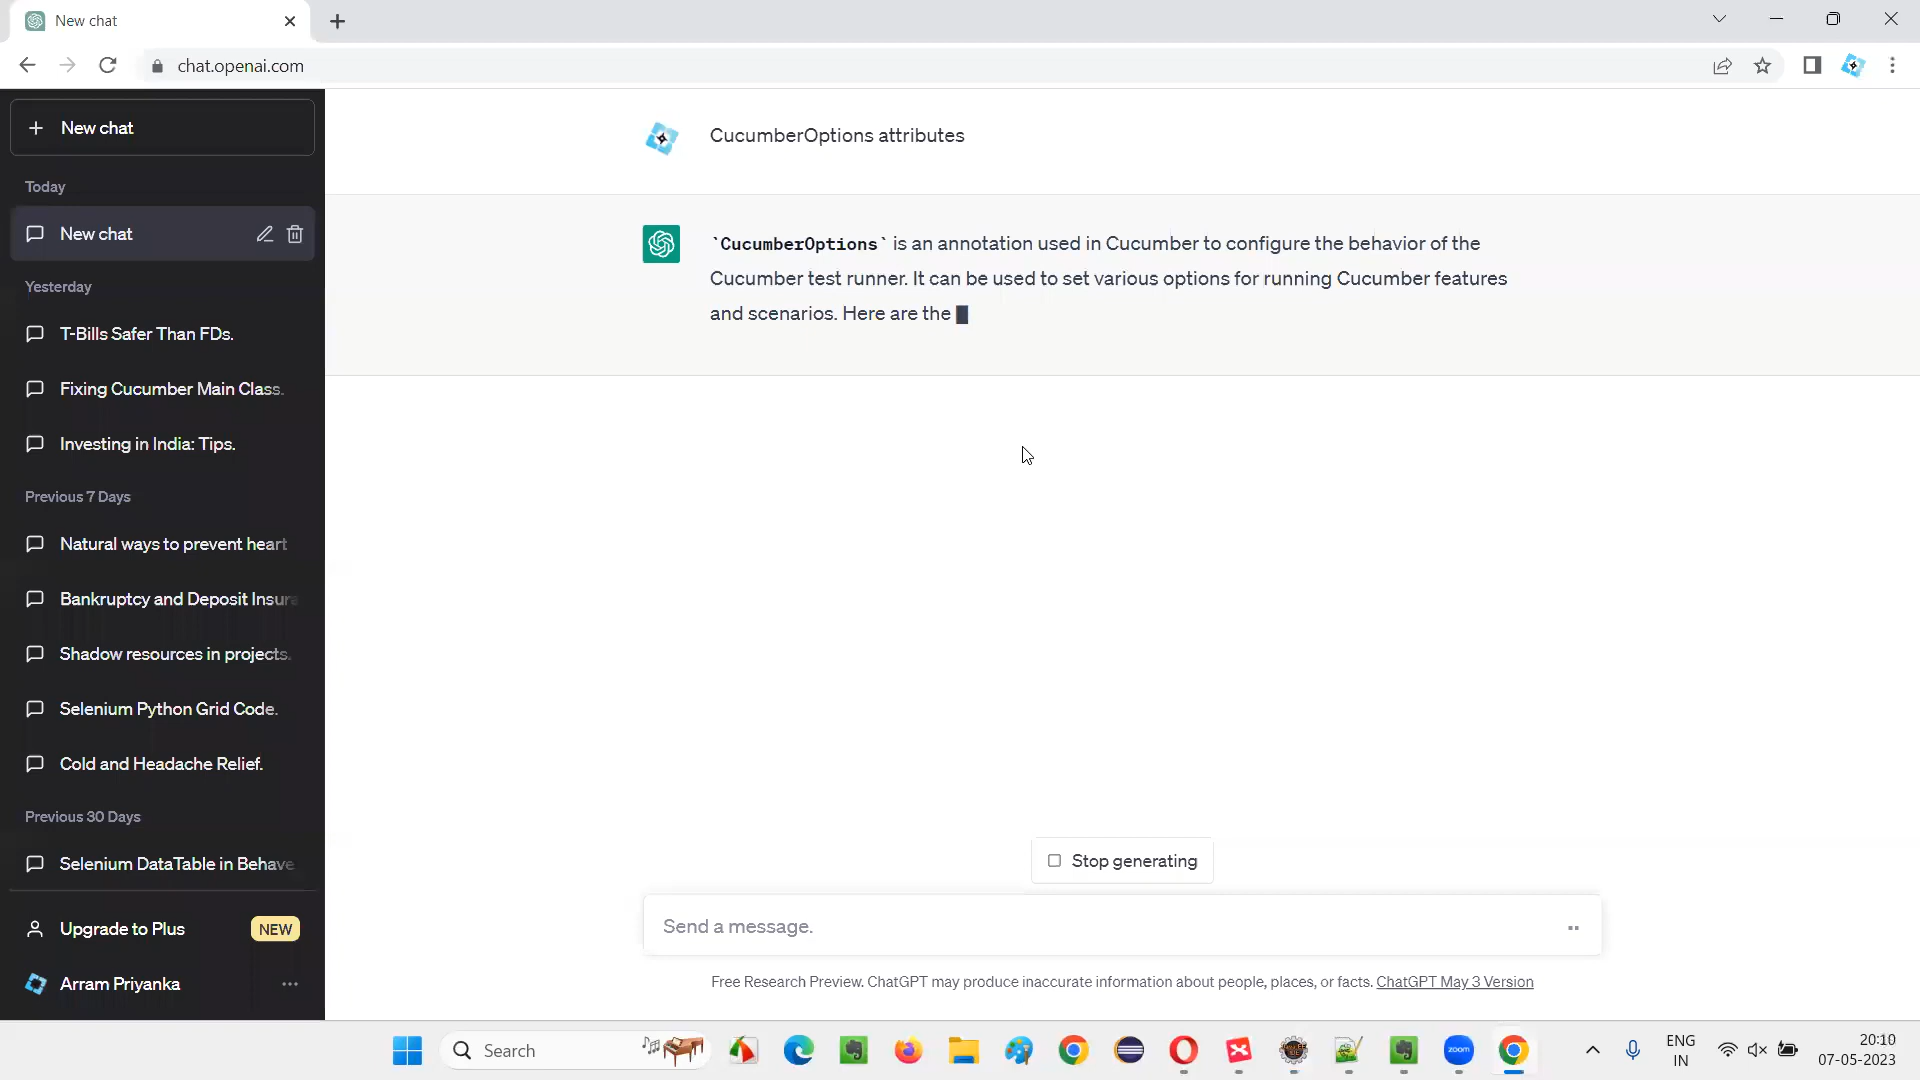 New chat
chat.openai.com
New chat
Today
New chat
Yesterday
T-Bills Safer Than FDs.
Fixing Cucumber Main Class.
Investing in India: Tips.
Previous 7 Days
Natural ways to prevent heart
Bankruptcy and Deposit Insura
Shadow resources in projects.
Selenium Python Grid Code.
Cold and Headache Relief.
Previous 30 Days
Selenium DataTable in Behave
Upgrade to Plus NEW
Arram Priyanka
CucumberOptions attributes
`CucumberOptions` is an annotation used in Cucumber to configure the behavior of the
Cucumber test runner. It can be used to set various options for running Cucumber features
and scenarios. Here are the
Stop generating
Send a message.
Free Research Preview. ChatGPT may produce inaccurate information about people, places, or facts. ChatGPT May 3 Version
Search
zoom
ENG
IN
20:10
07-05-2023